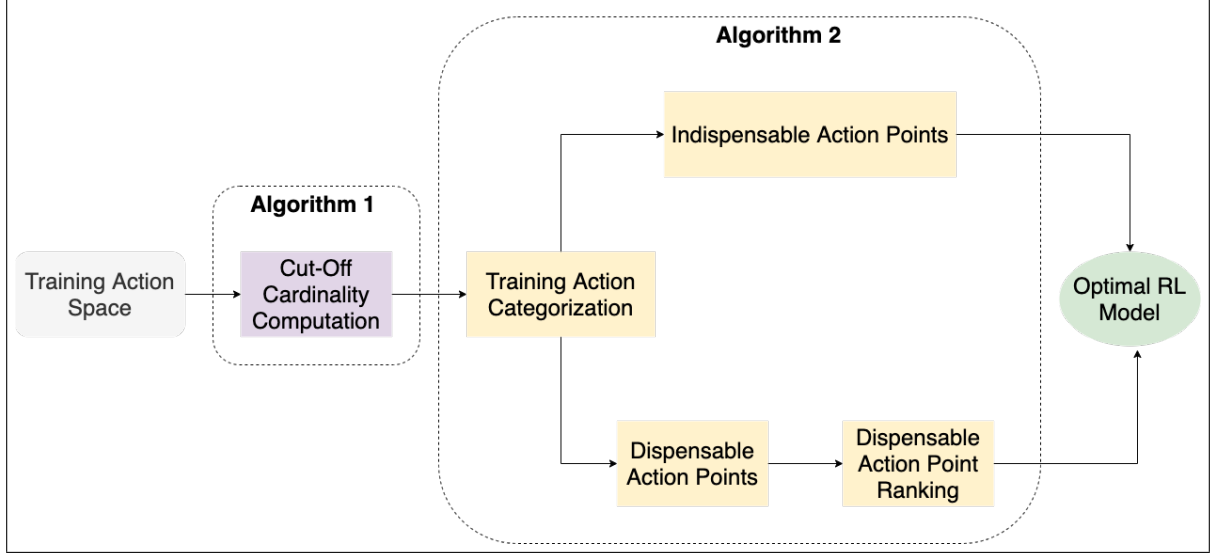 Algorithm 2
Indispensable Action Points
Algorithm 1
Training Action
Space
Cut-Off
Cardinality
Computation
Training Action
Categorization
Optimal RL
Model
Dispensable
Action Points
Dispensable
Action Point
Ranking